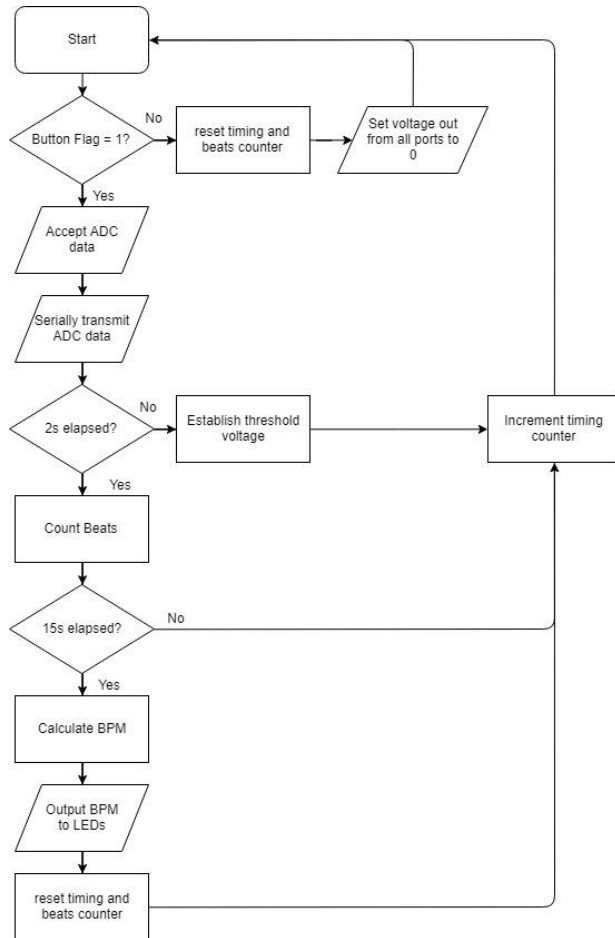 Start
Button Flag = 1?
No
reset timing and
beats counter
Set voltage out
from all ports to
0
Yes
Accept ADC
data
Serially transmit
ADC data
2s elapsed?
No
Establish threshold
voltage
Increment timing
counter
Yes
Count Beats
15s elapsed?
No
Yes
Calculate BPM
Output BPM
to LEDs
reset timing and
beats counter